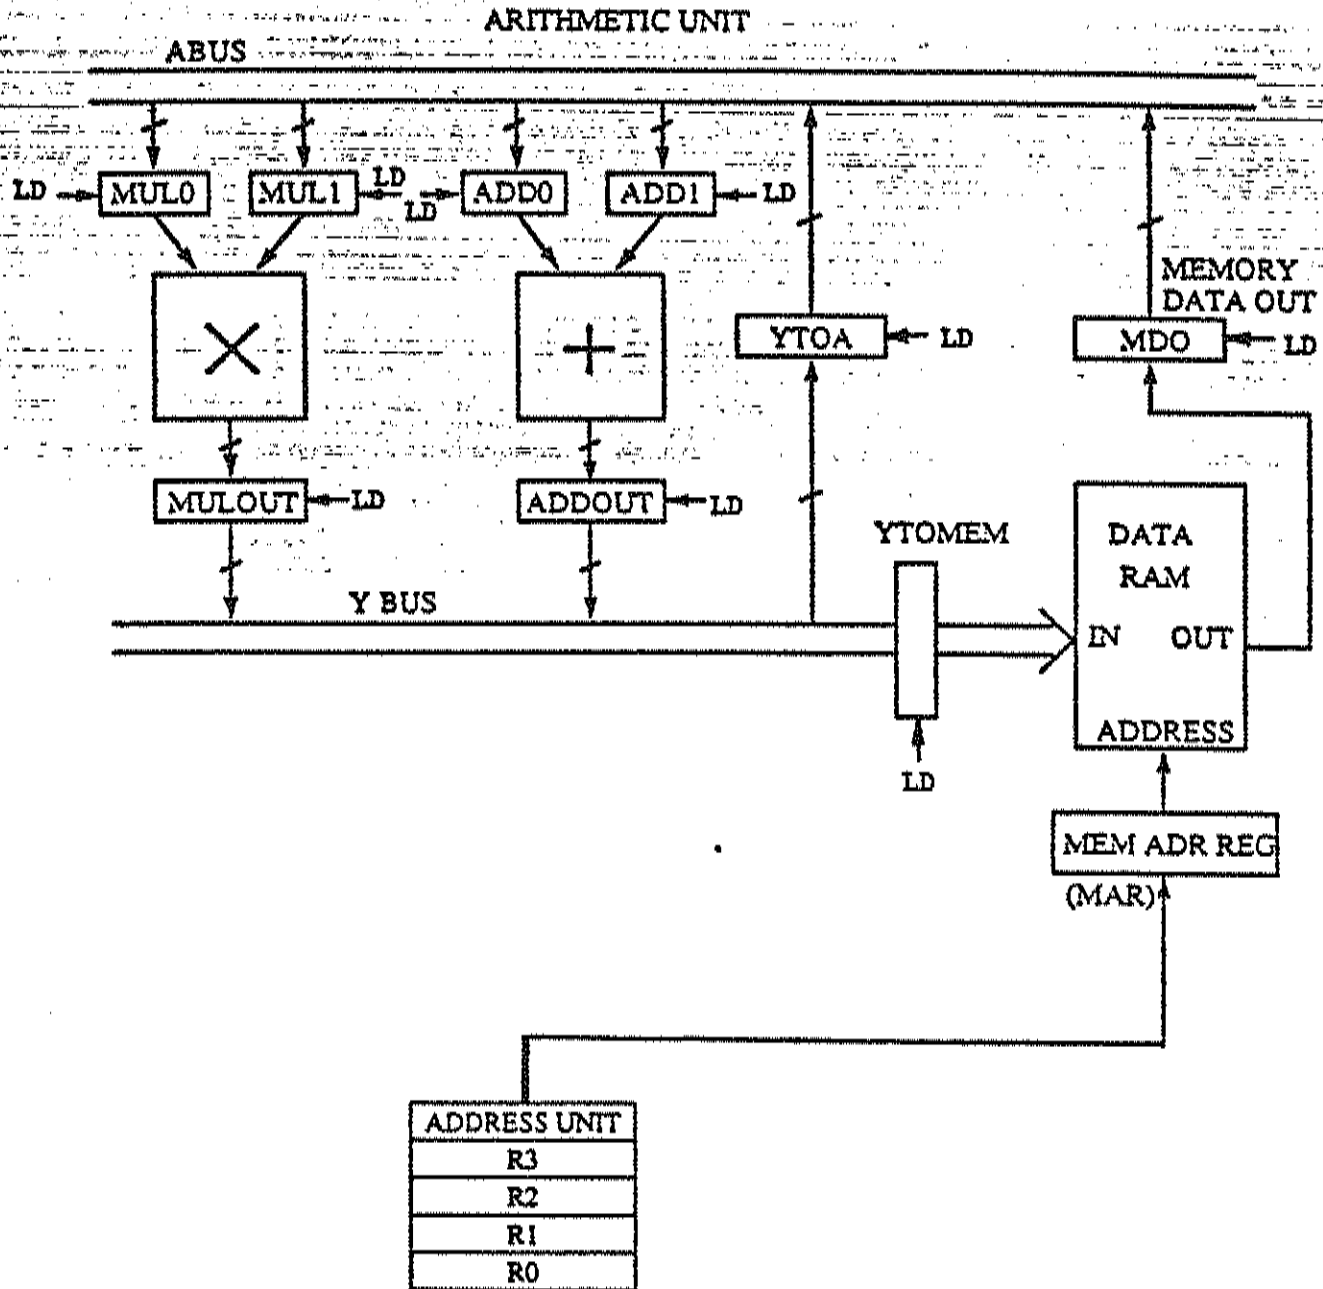 ARITHMETIC UNIT
ABUS
LD
MUL0
MUL1
LD
LD
ADD0
ADD1
LD
×
+
YTOA
LD
MEMORY
DATA OUT
MDO
LD
MULOUT
LD
ADDOUT
LD
YTOMEM
DATA
RAM
IN OUT
ADDRESS
Y BUS
LD
MEM ADR REG
(MAR)
ADDRESS UNIT
R3
R2
R1
R0